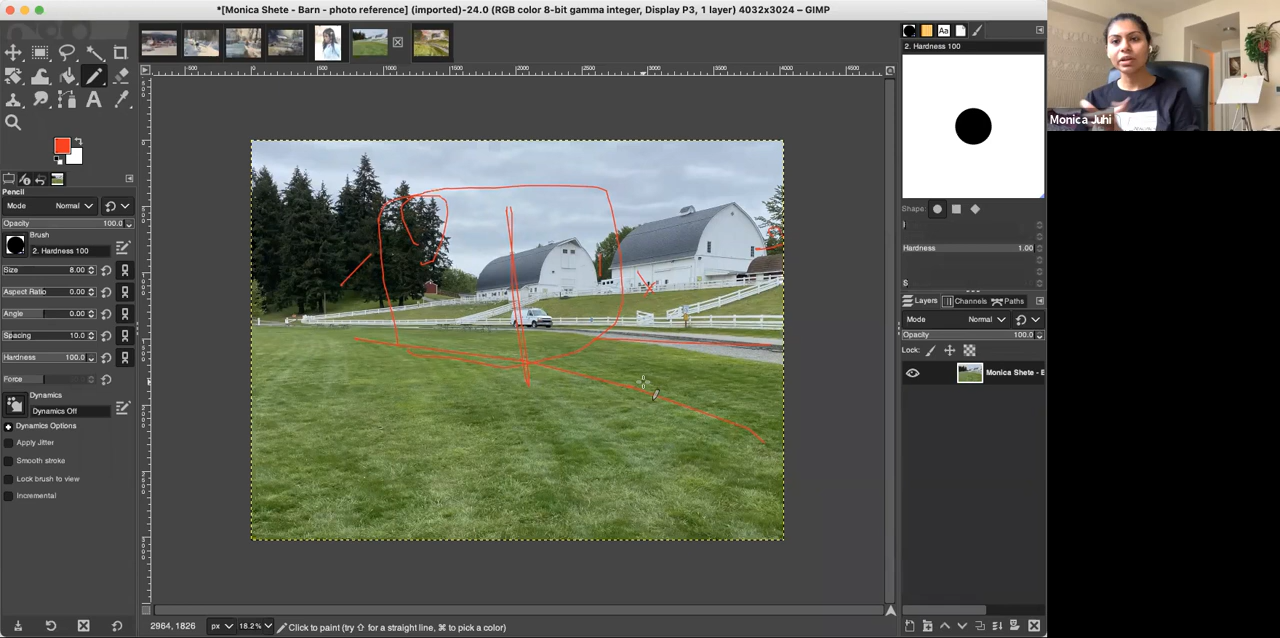 *[Monica Shete - Barn - photo reference] (imported)-24.0 (RGB color 8-bit gamma integer, Display P3, 1 layer) 4032x3024 – GIMP
Aa
2. Hardness 100
Monica Juhi
Pencil
Mode Normal
Opacity 100.0
Brush
2. Hardness 100
Size 8.00
Aspect Ratio 0.00
Angle 0.00
Spacing 10.0
Hardness 100.0
Force
Dynamics
Dynamics Off
Dynamics Options
Apply Jitter
Smooth stroke
Lock brush to view
Incremental
Shape:
Hardness 1.00
S
Layers Channels Paths
Mode Normal
Opacity 100.0
Lock:
Monica Shete - B
2964, 1826 px 18.2% Click to paint (try ⇧ for a straight line, ⌘ to pick a color)